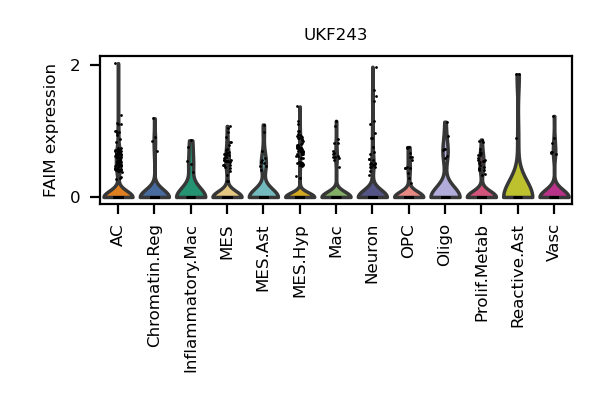 UKF243
FAIM expression
2
0
AC
Chromatin.Reg
Inflammatory.Mac
MES
MES.Ast
MES.Hyp
Mac
Neuron
OPC
Oligo
Prolif.Metab
Reactive.Ast
Vasc